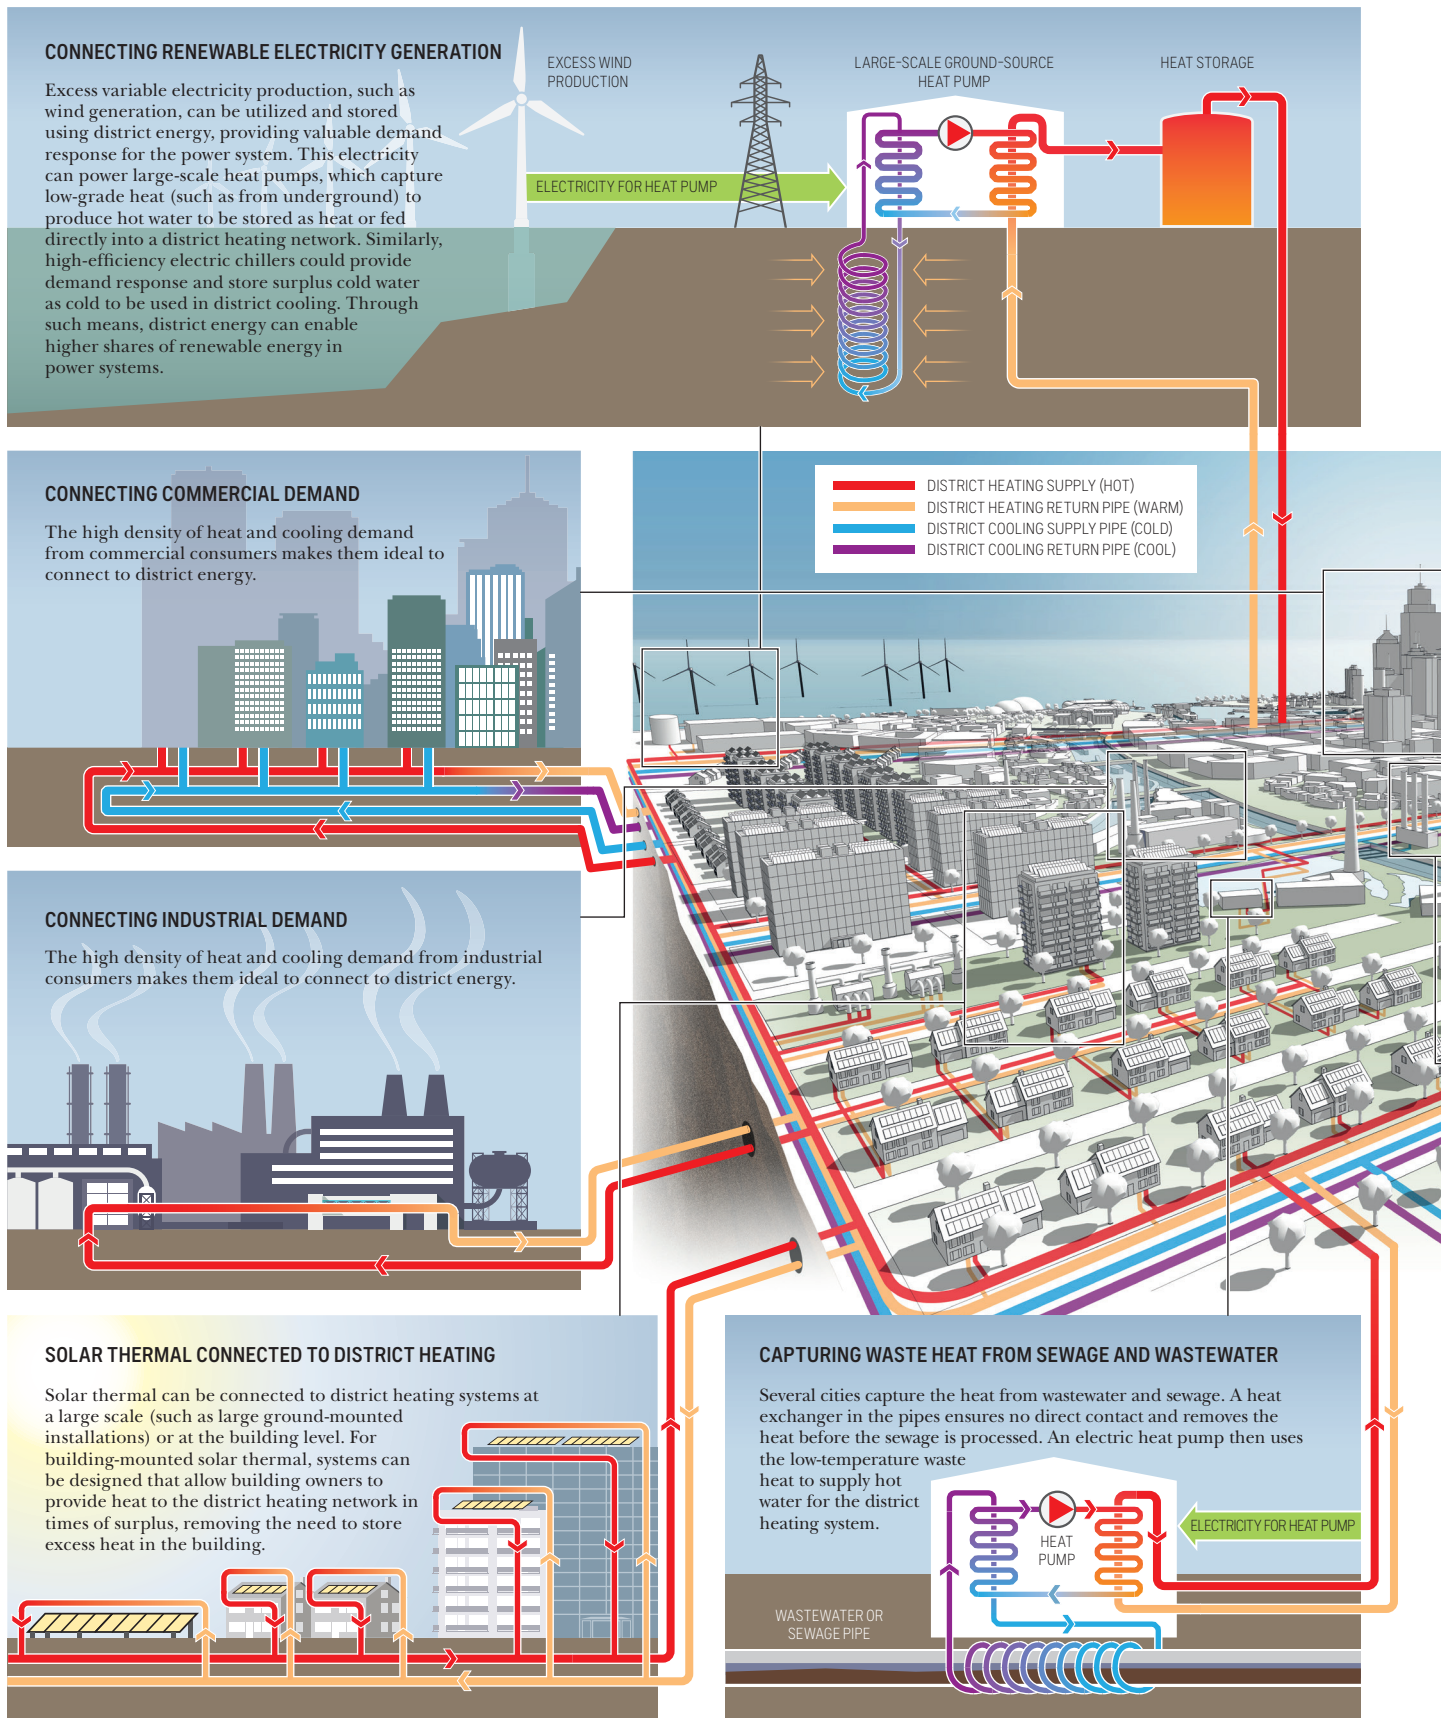 CONNECTING RENEWABLE ELECTRICITY GENERATION
Excess variable electricity production, such as
wind generation, can be utilized and stored
using district energy, providing valuable demand
response for the power system. This electricity
can power large-scale heat pumps, which capture
low-grade heat (such as from underground) to
produce hot water to be stored as heat or fed
directly into a district heating network. Similarly,
high-efficiency electric chillers could provide
demand response and store surplus cold water
as cold to be used in district cooling. Through
such means, district energy can enable
higher shares of renewable energy in
power systems.
EXCESS WIND
PRODUCTION
LARGE-SCALE GROUND-SOURCE
HEAT PUMP
HEAT STORAGE
ELECTRICITY FOR HEAT PUMP
CONNECTING COMMERCIAL DEMAND
The high density of heat and cooling demand
from commercial consumers makes them ideal to
connect to district energy.
DISTRICT HEATING SUPPLY (HOT)
DISTRICT HEATING RETURN PIPE (WARM)
DISTRICT COOLING SUPPLY PIPE (COLD)
DISTRICT COOLING RETURN PIPE (COOL)
CONNECTING INDUSTRIAL DEMAND
The high density of heat and cooling demand from industrial
consumers makes them ideal to connect to district energy.
SOLAR THERMAL CONNECTED TO DISTRICT HEATING
Solar thermal can be connected to district heating systems at
a large scale (such as large ground-mounted
installations) or at the building level. For
building-mounted solar thermal, systems can
be designed that allow building owners to
provide heat to the district heating network in
times of surplus, removing the need to store
excess heat in the building.
CAPTURING WASTE HEAT FROM SEWAGE AND WASTEWATER
Several cities capture the heat from wastewater and sewage. A heat
exchanger in the pipes ensures no direct contact and removes the
heat before the sewage is processed. An electric heat pump then uses
the low-temperature waste
heat to supply hot
water for the district
heating system.
HEAT
PUMP
ELECTRICITY FOR HEAT PUMP
WASTEWATER OR
SEWAGE PIPE